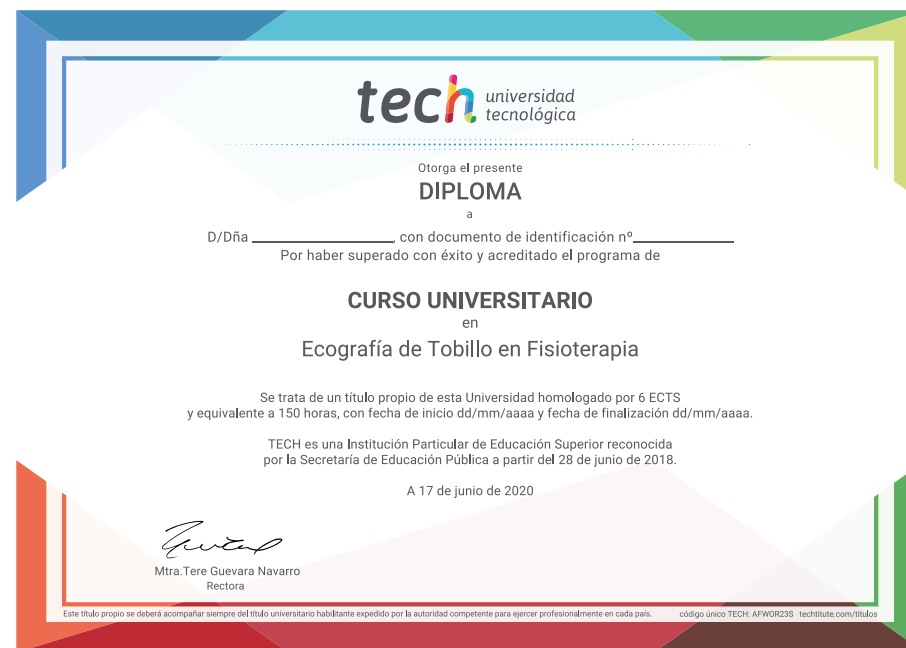 tech universidad
tecnológica
Otorga el presente
DIPLOMA
a
D/Dña ____________________, con documento de identificación nº______________
Por haber superado con éxito y acreditado el programa de
CURSO UNIVERSITARIO
en
Ecografía de Tobillo en Fisioterapia
Se trata de un título propio de esta Universidad homologado por 6 ECTS
y equivalente a 150 horas, con fecha de inicio dd/mm/aaaa y fecha de finalización dd/mm/aaaa.
TECH es una Institución Particular de Educación Superior reconocida
por la Secretaría de Educación Pública a partir del 28 de junio de 2018.
A 17 de junio de 2020
Mtra.Tere Guevara Navarro
Rectora
Este título propio se deberá acompañar siempre del título universitario habilitante expedido por la autoridad competente para ejercer profesionalmente en cada país. código único TECH: AFWOR23S techtitute.com/titulos